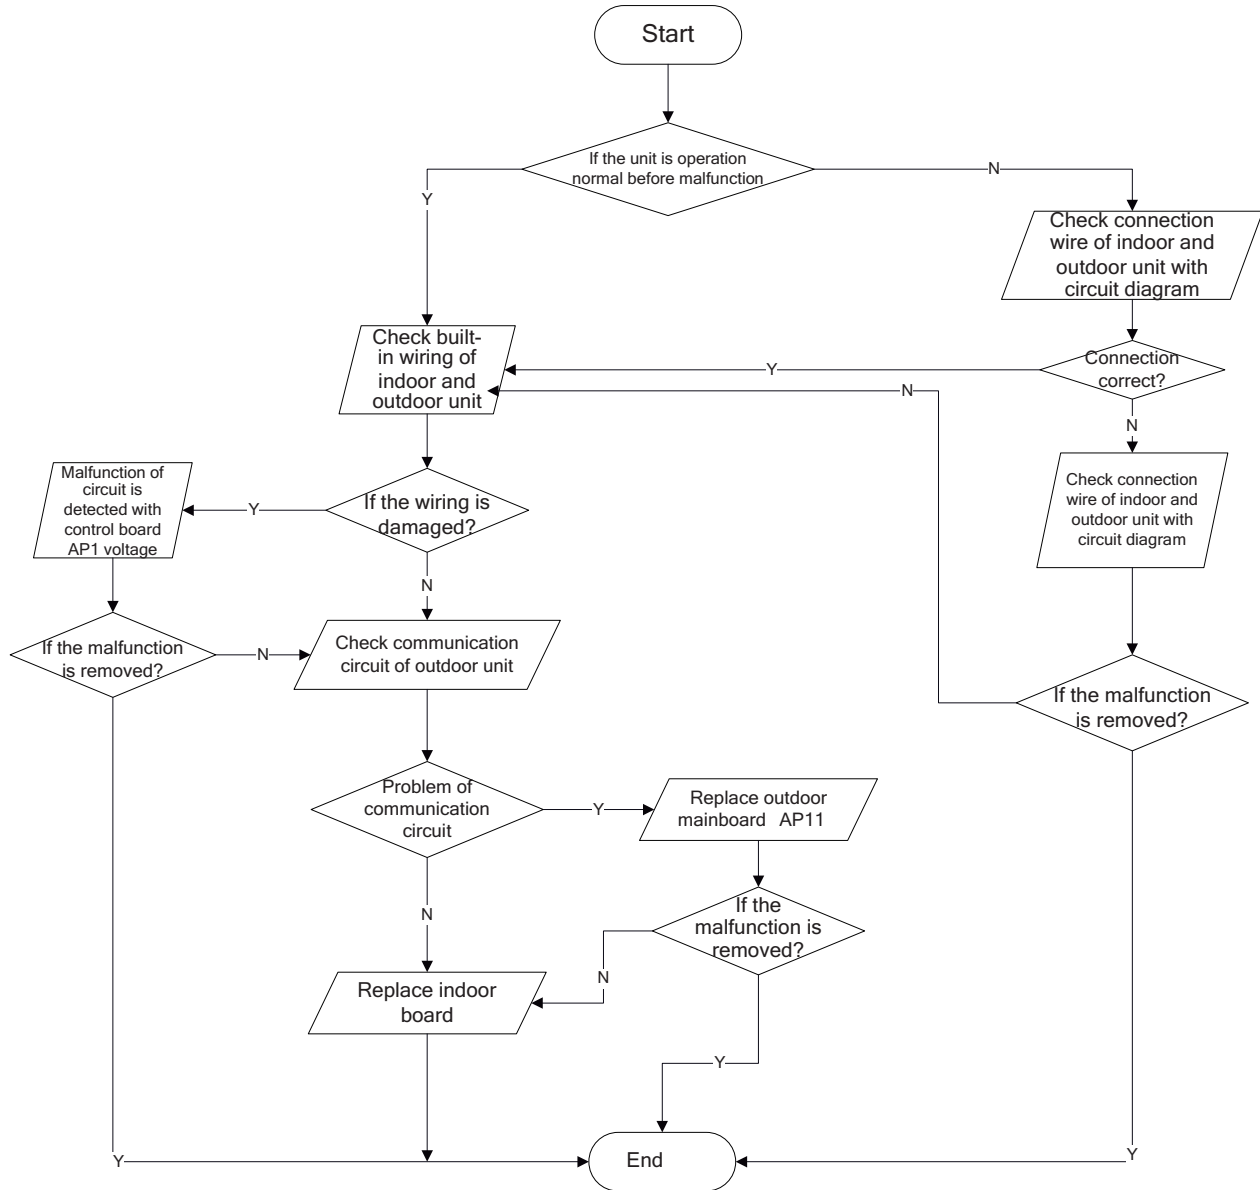 Start
If the unit is operation
normal before malfunction
N
Y
Check connection
wire of indoor and
outdoor unit with
circuit diagram
Check built-
in wiring of
indoor and
outdoor unit
Y
Connection
correct?
N
N
Malfunction of
circuit is
detected with
control board
AP1 voltage
Y
If the wiring is
damaged?
Check connection
wire of indoor and
outdoor unit with
circuit diagram
N
If the malfunction
is removed?
N
Check communication
circuit of outdoor unit
If the malfunction
is removed?
Problem of
communication
circuit
Y
Replace outdoor
mainboard AP11
N
If the
malfunction is
removed?
N
Replace indoor
board
Y
Y
End
Y